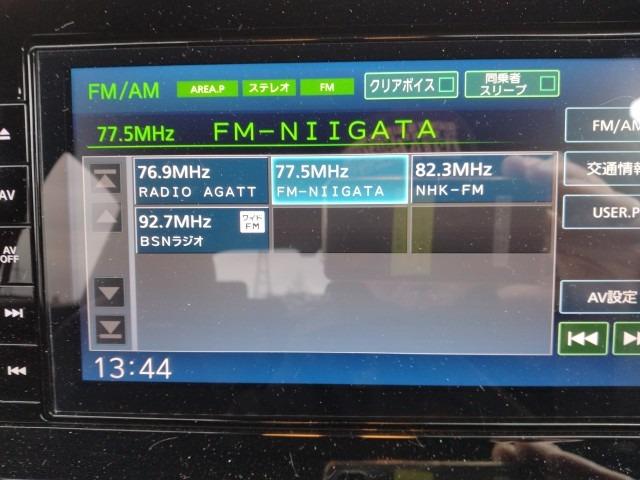 FM/AM AREA.P ステレオ FM クリアボイス 同乗者
スリープ
77.5MHz FM-NIIGATA
FM/AM
76.9MHz 77.5MHz 82.3MHz
RADIO AGATT FM-NIIGATA NHK-FM
交通情報
AV
92.7MHz ワイド
FM
BSNラジオ
USER.P
AV
OFF
AV設定
13:44